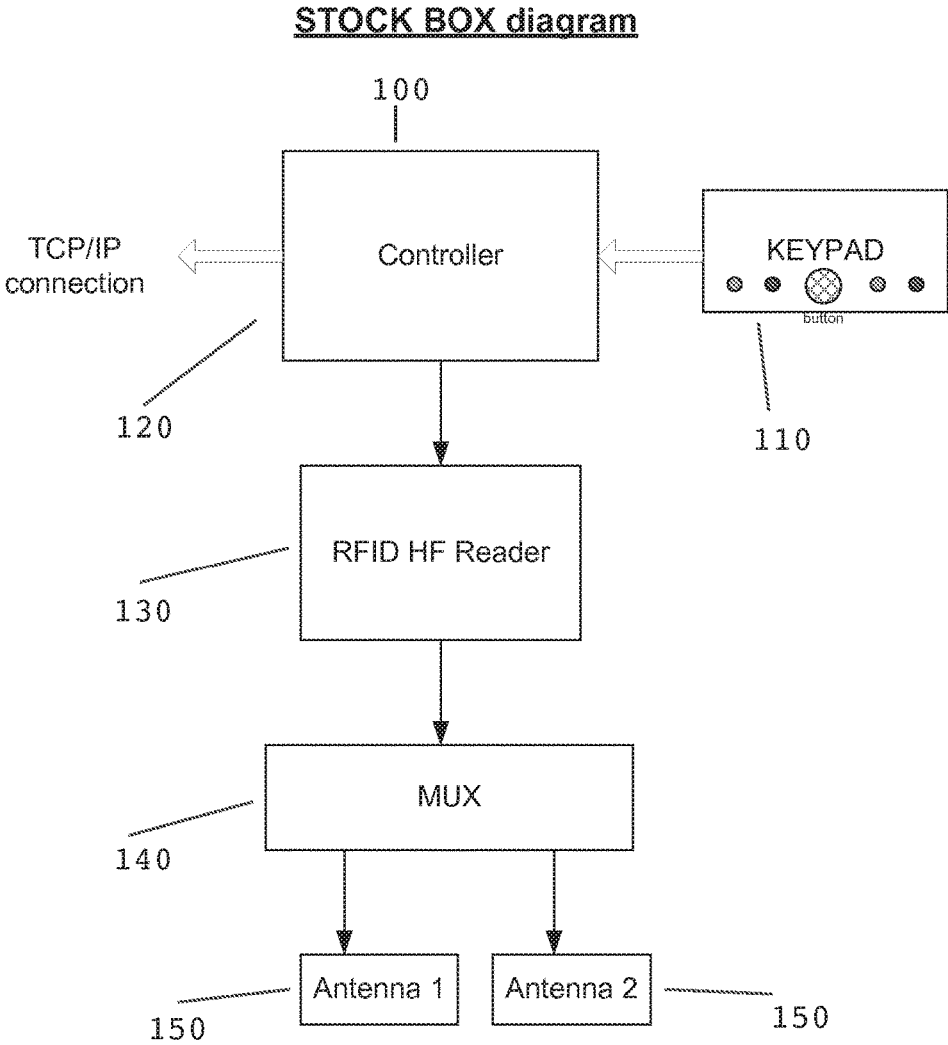 STOCK BOX diagram
100
TCP/IP
connection
Controller
KEYPAD
button
120
110
RFID HF Reader
130
MUX
140
Antenna 1
Antenna 2
150
150